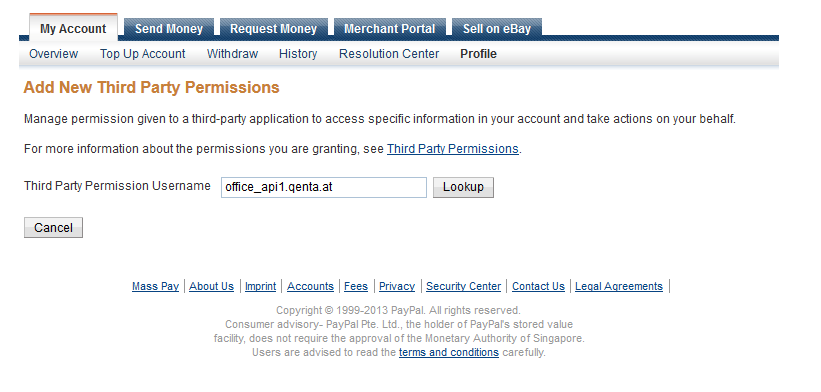 My Account Send Money Request Money Merchant Portal Sell on eBay
Overview Top Up Account Withdraw History Resolution Center Profile
Add New Third Party Permissions
Manage permission given to a third-party application to access specific information in your account and take actions on your behalf.
For more information about the permissions you are granting, see Third Party Permissions.
Third Party Permission Username office_api1.qenta.at Lookup
Cancel
Mass Pay | About Us | Imprint | Accounts | Fees | Privacy | Security Center | Contact Us | Legal Agreements |
Copyright © 1999-2013 PayPal. All rights reserved.
Consumer advisory- PayPal Pte. Ltd., the holder of PayPal's stored value
facility, does not require the approval of the Monetary Authority of Singapore.
Users are advised to read the terms and conditions carefully.